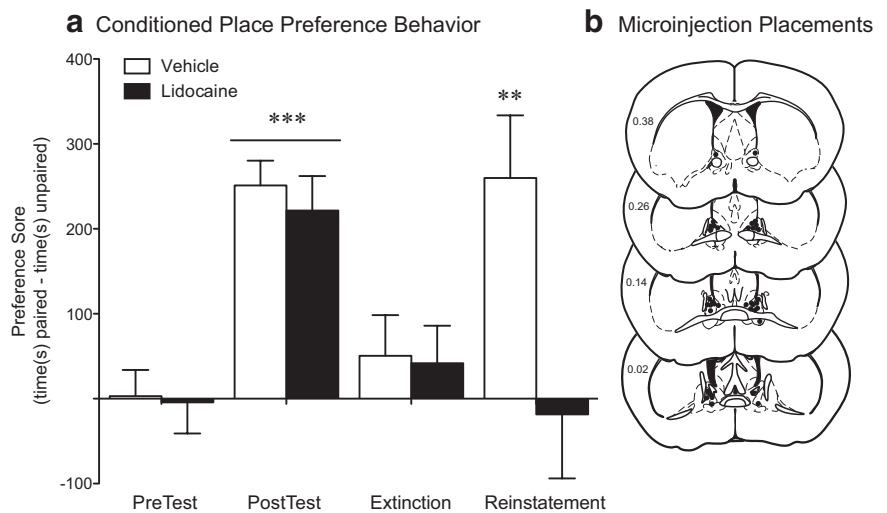 a Conditioned Place Preference Behavior
b Microinjection Placements
400
300
200
100
-100
Preference Sore
(time(s) paired - time(s) unpaired)
Vehicle
Lidocaine
***
**
PreTest PostTest Extinction Reinstatement
0.38
0.26
0.14
0.02